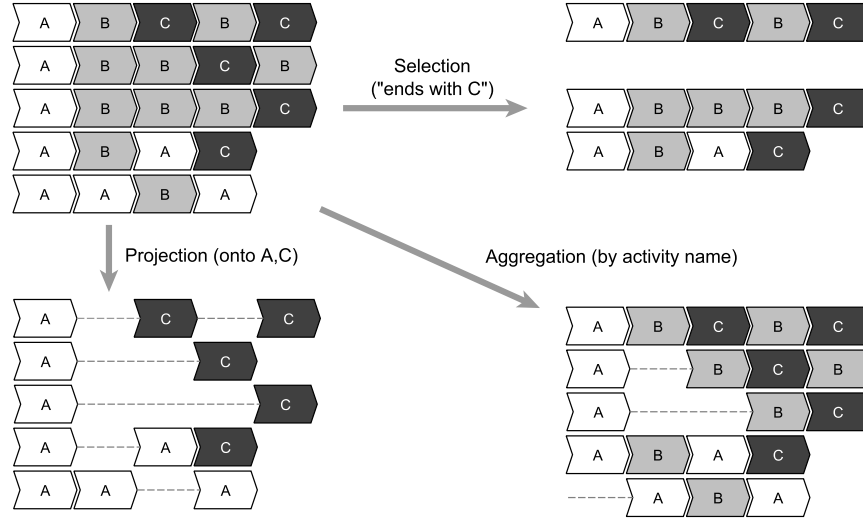 A B C B C
A B B C B
A B B B C
A B A C
A A B A
Selection
("ends with C")
A B C B C
A B B B C
A B A C
Projection (onto A,C)
Aggregation (by activity name)
A C C
A C
A C
A A C
A A A
A B C B C
A B C B
A B C
A B A C
A B A